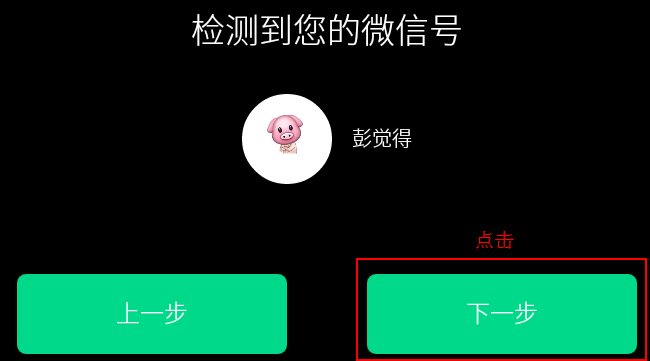 检测到您的微信号
彭觉得
点击
上一步
下一步